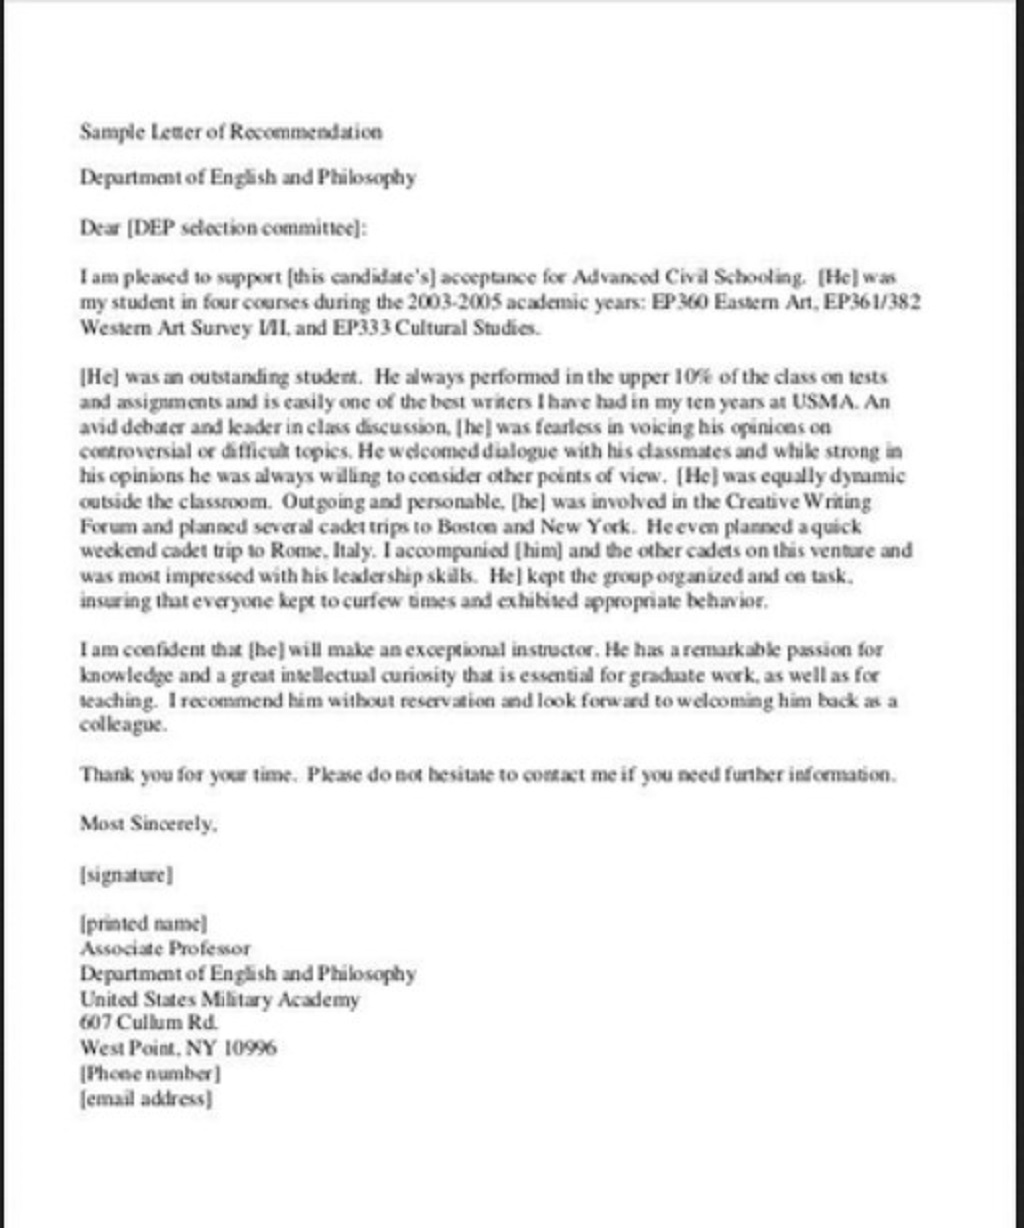 Sample Letter of Recommendation
Department of English and Philosophy
Dear [DEP selection committee]:
I am pleased to support [this candidate's] acceptance for Advanced Civil Schooling. [He] was
my student in four courses during the 2003-2005 academic years: EP360 Eastern Art, EP361/382
Western Art Survey I/II, and EP333 Cultural Studies.
[He] was an outstanding student. He always performed in the upper 10% of the class on tests
and assignments and is easily one of the best writers I have had in my ten years at USMA. An
avid debater and leader in class discussion, [he] was fearless in voicing his opinions on
controversial or difficult topics. He welcomed dialogue with his classmates and while strong in
his opinions he was always willing to consider other points of view. [He] was equally dynamic
outside the classroom. Outgoing and personable, [he] was involved in the Creative Writing
Forum and planned several cadet trips to Boston and New York. He even planned a quick
weekend cadet trip to Rome, Italy. I accompanied [him] and the other cadets on this venture and
was most impressed with his leadership skills. He] kept the group organized and on task,
insuring that everyone kept to curfew times and exhibited appropriate behavior.
I am confident that [he] will make an exceptional instructor. He has a remarkable passion for
knowledge and a great intellectual curiosity that is essential for graduate work, as well as for
teaching. I recommend him without reservation and look forward to welcoming him back as a
colleague.
Thank you for your time. Please do not hesitate to contact me if you need further information.
Most Sincerely,
[signature]
[printed name]
Associate Professor
Department of English and Philosophy
United States Military Academy
607 Cullum Rd.
West Point, NY 10996
[Phone number]
[email address]